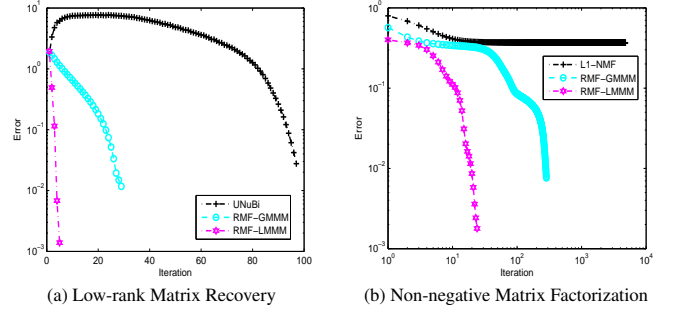 10^1
10^0
10^-1
10^-2
10^-3
Error
0 20 40 60 80 100
Iteration
UNuBi
RMF-GMMM
RMF-LMMM
(a) Low-rank Matrix Recovery
10^0
10^-1
10^-2
10^-3
Error
10^0 10^1 10^2 10^3 10^4
Iteration
L1-NMF
RMF-GMMM
RMF-LMMM
(b) Non-negative Matrix Factorization